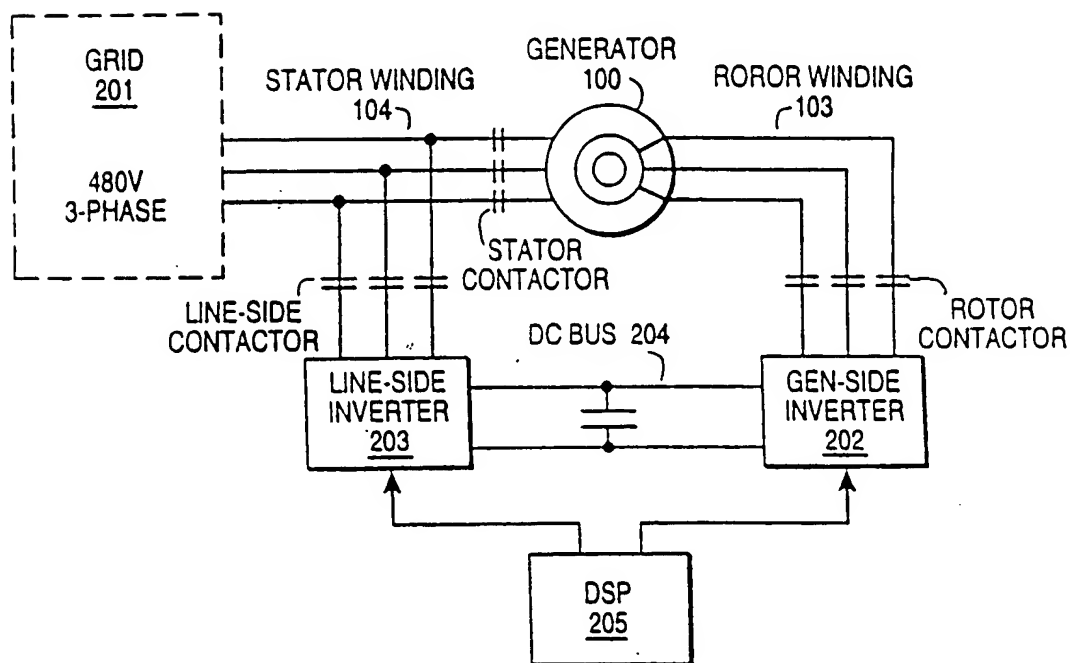 GRID
201
480V
3-PHASE
STATOR WINDING
104
GENERATOR
100
ROROR WINDING
103
STATOR
CONTACTOR
LINE-SIDE
CONTACTOR
ROTOR
CONTACTOR
DC BUS 204
LINE-SIDE
INVERTER
203
GEN-SIDE
INVERTER
202
DSP
205